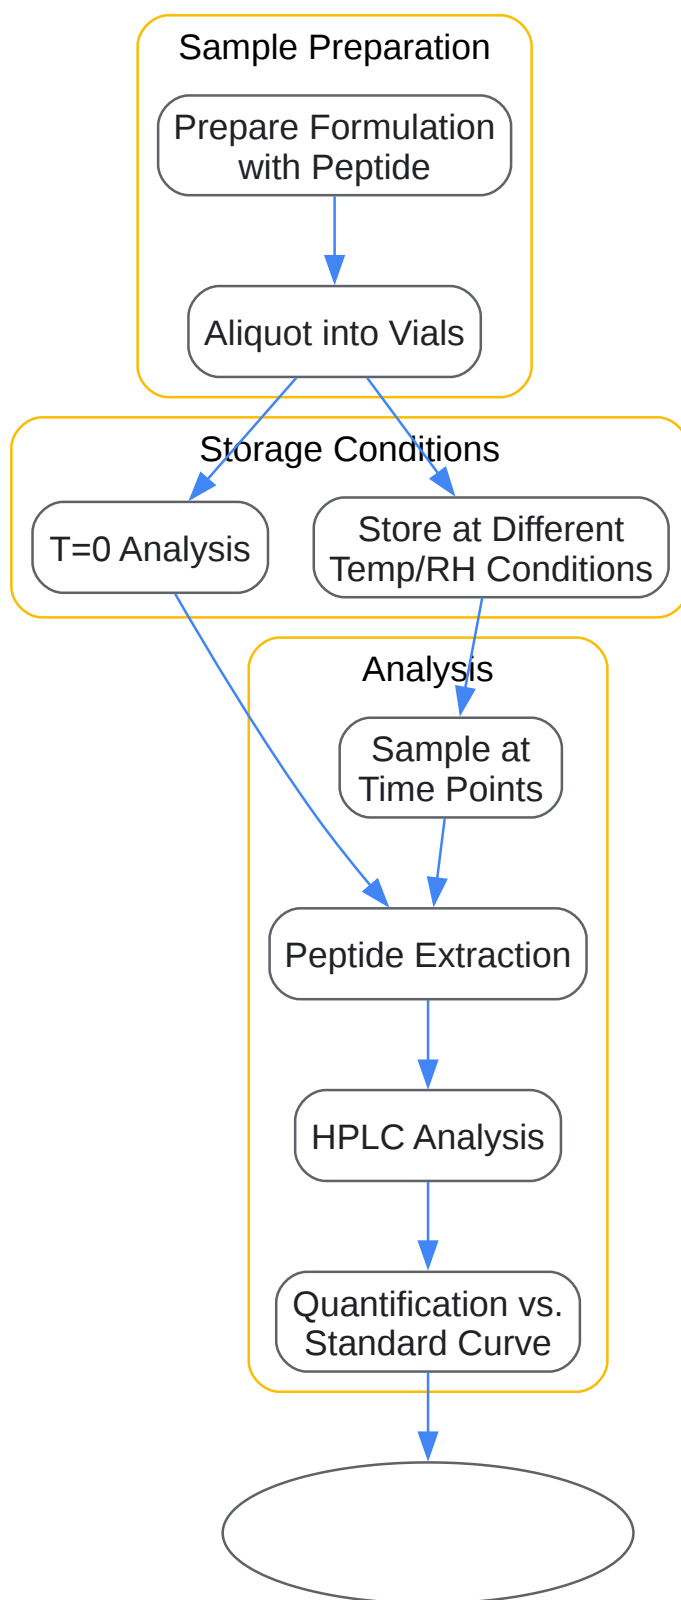 Sample Preparation
Prepare Formulation
with Peptide
Aliquot into Vials
Storage Conditions
T=0 Analysis
Store at Different
Temp/RH Conditions
Analysis
Sample at
Time Points
Peptide Extraction
HPLC Analysis
Quantification vs.
Standard Curve